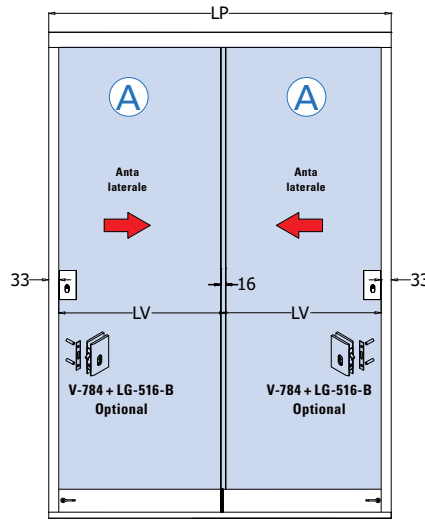 LP
A
A
Anta
laterale
Anta
laterale
33
16
33
LV
LV
V-784 + LG-516-B
Optional
V-784 + LG-516-B
Optional